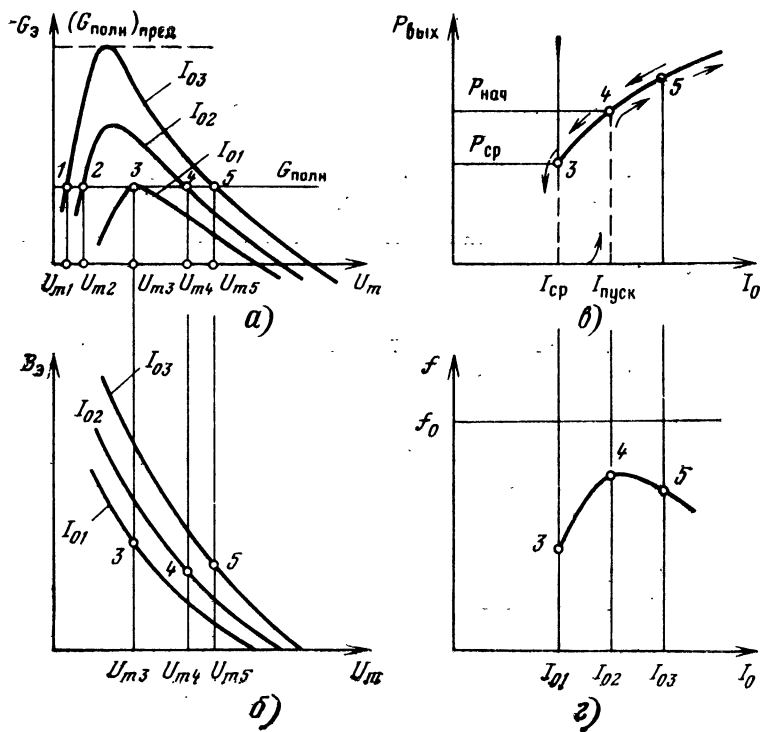 -Gэ
(Gполн)пред
I03
I02
I01
1
2
3
4
5
Gполн
Um1
Um2
Um3
Um4
Um5
Um
а)
Pвых
Pнач
Pср
4
5
3
Iср
Iпуск
I0
в)
Bэ
I03
I02
I01
3
4
5
Um3
Um4
Um5
Um
б)
f
f0
4
5
3
I01
I02
I03
I0
г)